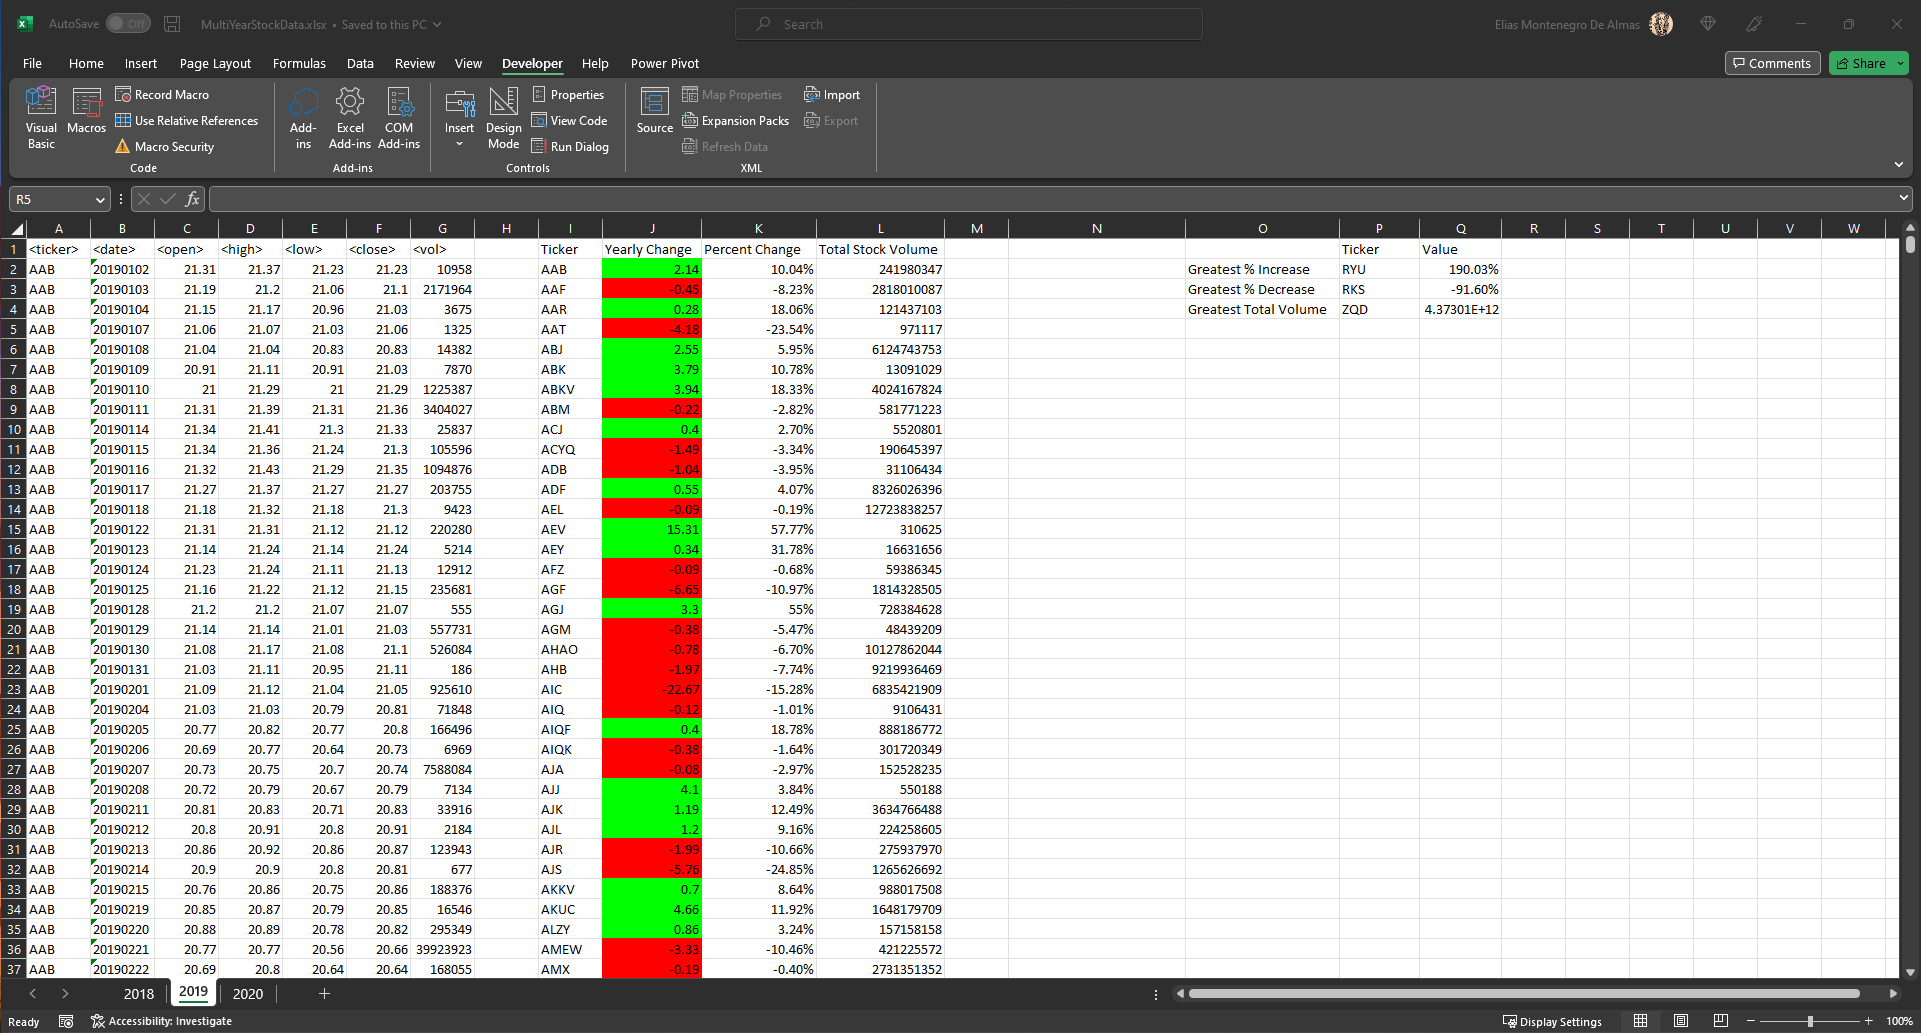 AutoSave Off MultiYearStockData.xlsx • Saved to this PC Search Elias Montenegro De Almas
File Home Insert Page Layout Formulas Data Review View Developer Help Power Pivot Comments Share
Visual Basic Macros Record Macro Use Relative References Macro Security Code
Add-ins Excel Add-ins COM Add-ins Add-ins
Insert Design Mode Properties View Code Run Dialog Controls
Source Map Properties Expansion Packs Refresh Data Import Export XML
R5 fx
A B C D E F G H I J K L M N O P Q R S T U V W
1 <ticker> <date> <open> <high> <low> <close> <vol> Ticker Yearly Change Percent Change Total Stock Volume Ticker Value
2 AAB 20190102 21.31 21.37 21.23 21.23 10958 AAB 2.14 10.04% 241980347 Greatest % Increase RYU 190.03%
3 AAB 20190103 21.19 21.2 21.06 21.1 2171964 AAF -0.45 -8.23% 2818010087 Greatest % Decrease RKS -91.60%
4 AAB 20190104 21.15 21.17 20.96 21.03 3675 AAR 0.28 18.06% 121437103 Greatest Total Volume ZQD 4.37301E+12
5 AAB 20190107 21.06 21.07 21.03 21.06 1325 AAT -4.18 -23.54% 971117
6 AAB 20190108 21.04 21.04 20.83 20.83 14382 ABJ 2.55 5.95% 6124743753
7 AAB 20190109 20.91 21.11 20.91 21.03 7870 ABK 3.79 10.78% 13091029
8 AAB 20190110 21 21.29 21 21.29 1225387 ABKV 3.94 18.33% 4024167824
9 AAB 20190111 21.31 21.39 21.31 21.36 3404027 ABM -0.22 -2.82% 581771223
10 AAB 20190114 21.34 21.41 21.3 21.33 25837 ACJ 0.4 2.70% 5520801
11 AAB 20190115 21.34 21.36 21.24 21.3 105596 ACYQ -1.49 -3.34% 190645397
12 AAB 20190116 21.32 21.43 21.29 21.35 1094876 ADB -1.04 -3.95% 31106434
13 AAB 20190117 21.27 21.37 21.27 21.27 203755 ADF 0.55 4.07% 8326026396
14 AAB 20190118 21.18 21.32 21.18 21.3 9423 AEL -0.09 -0.19% 12723838257
15 AAB 20190122 21.31 21.31 21.12 21.12 220280 AEV 15.31 57.77% 310625
16 AAB 20190123 21.14 21.24 21.14 21.24 5214 AEY 0.34 31.78% 16631656
17 AAB 20190124 21.23 21.24 21.11 21.13 12912 AFZ -0.09 -0.68% 59386345
18 AAB 20190125 21.16 21.22 21.12 21.15 235681 AGF -6.65 -10.97% 1814328505
19 AAB 20190128 21.2 21.2 21.07 21.07 555 AGJ 3.3 55% 728384628
20 AAB 20190129 21.14 21.14 21.01 21.03 557731 AGM -0.38 -5.47% 48439209
21 AAB 20190130 21.08 21.17 21.08 21.1 526084 AHAO -0.78 -6.70% 10127862044
22 AAB 20190131 21.03 21.11 20.95 21.11 186 AHB -1.97 -7.74% 9219936469
23 AAB 20190201 21.09 21.12 21.04 21.05 925610 AIC -22.67 -15.28% 6835421909
24 AAB 20190204 21.03 21.03 20.79 20.81 71848 AIQ -0.12 -1.01% 9106431
25 AAB 20190205 20.77 20.82 20.77 20.8 166496 AIQF 0.4 18.78% 888186772
26 AAB 20190206 20.69 20.77 20.64 20.73 6969 AIQK -0.38 -1.64% 301720349
27 AAB 20190207 20.73 20.75 20.7 20.74 7588084 AJA -0.08 -2.97% 152528235
28 AAB 20190208 20.72 20.79 20.67 20.79 7134 AJJ 4.1 3.84% 550188
29 AAB 20190211 20.81 20.83 20.71 20.83 33916 AJK 1.19 12.49% 3634766488
30 AAB 20190212 20.8 20.91 20.8 20.91 2184 AJL 1.2 9.16% 224258605
31 AAB 20190213 20.86 20.92 20.86 20.87 123943 AJR -1.99 -10.66% 275937970
32 AAB 20190214 20.9 20.9 20.8 20.81 677 AJS -5.76 -24.85% 1265626692
33 AAB 20190215 20.76 20.86 20.75 20.86 188376 AKKV 0.7 8.64% 988017508
34 AAB 20190219 20.85 20.87 20.79 20.85 16546 AKUC 4.66 11.92% 1648179709
35 AAB 20190220 20.88 20.89 20.78 20.82 295349 ALZY 0.86 3.24% 157158158
36 AAB 20190221 20.77 20.77 20.56 20.66 39923923 AMEW -3.33 -10.46% 421225572
37 AAB 20190222 20.69 20.8 20.64 20.64 168055 AMX -0.19 -0.40% 2731351352
2018 2019 2020
Ready Accessibility: Investigate Display Settings 100%